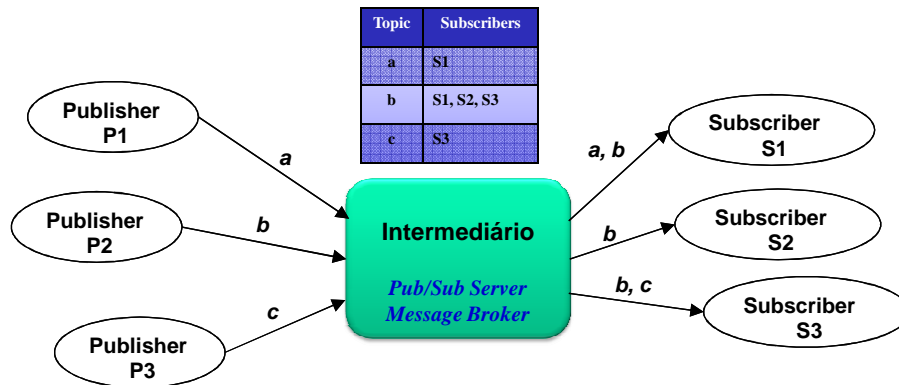 Topic Subscribers
a S1
b S1, S2, S3
c S3
Publisher
P1
a
Publisher
P2
b
Publisher
P3
c
Intermediário
Pub/Sub Server
Message Broker
a, b
Subscriber
S1
b
Subscriber
S2
b, c
Subscriber
S3